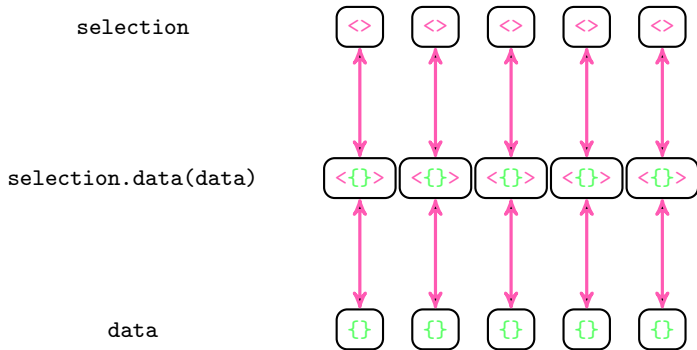 selection <> <> <> <> <>
selection.data(data) <{}> <{}> <{}> <{}> <{}>
data {} {} {} {} {}